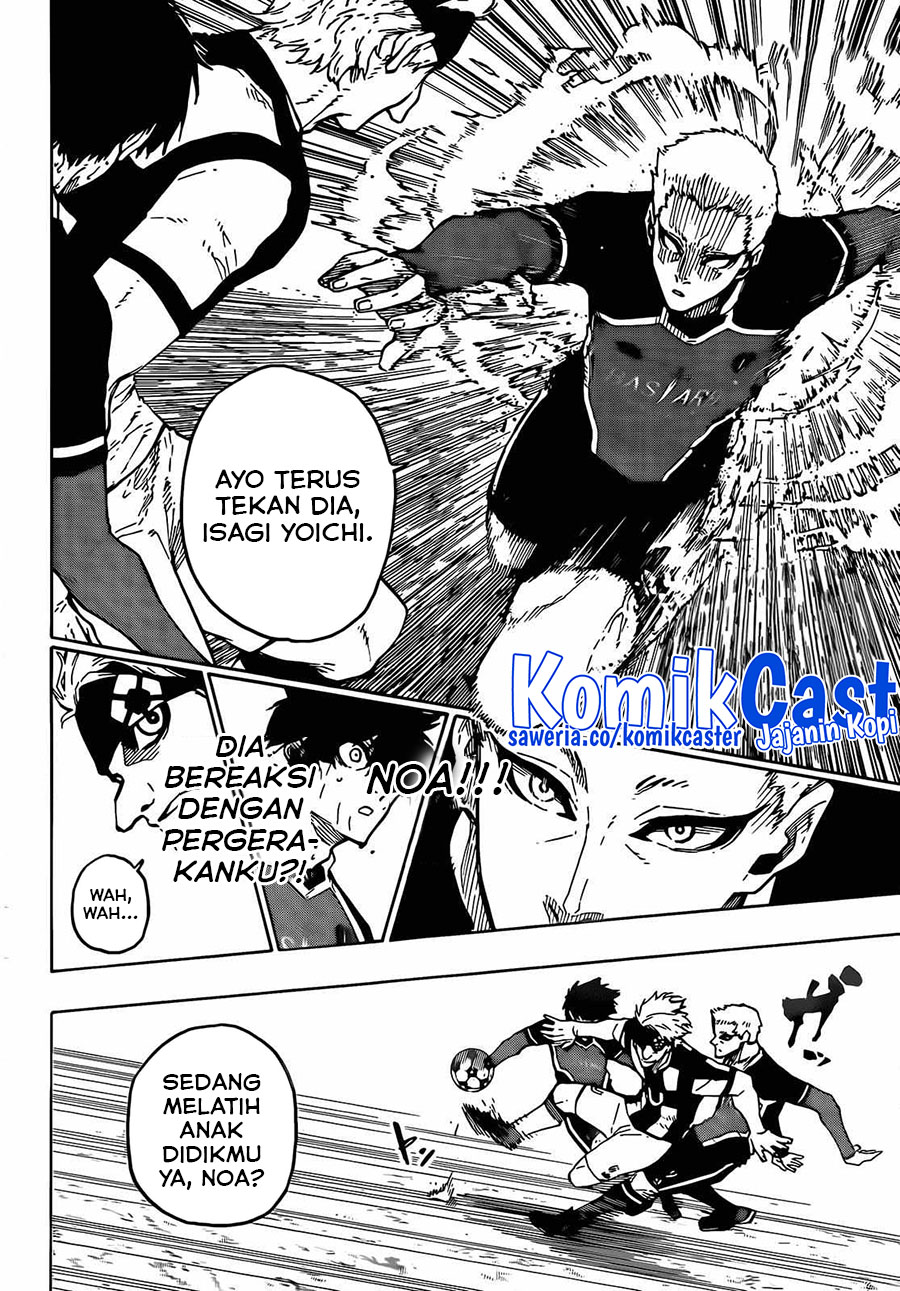 BASTARD
AYO TERUS
TEKAN DIA,
ISAGI YOICHI.
KomikCast
saweria.co/komikcaster
Jajanin Kopi
NOA!!!
DIA
BEREAKSI
DENGAN
PERGERA-
KANKU?!
WAH,
WAH...
SEDANG
MELATIH
ANAK
DIDIKMU
YA, NOA?